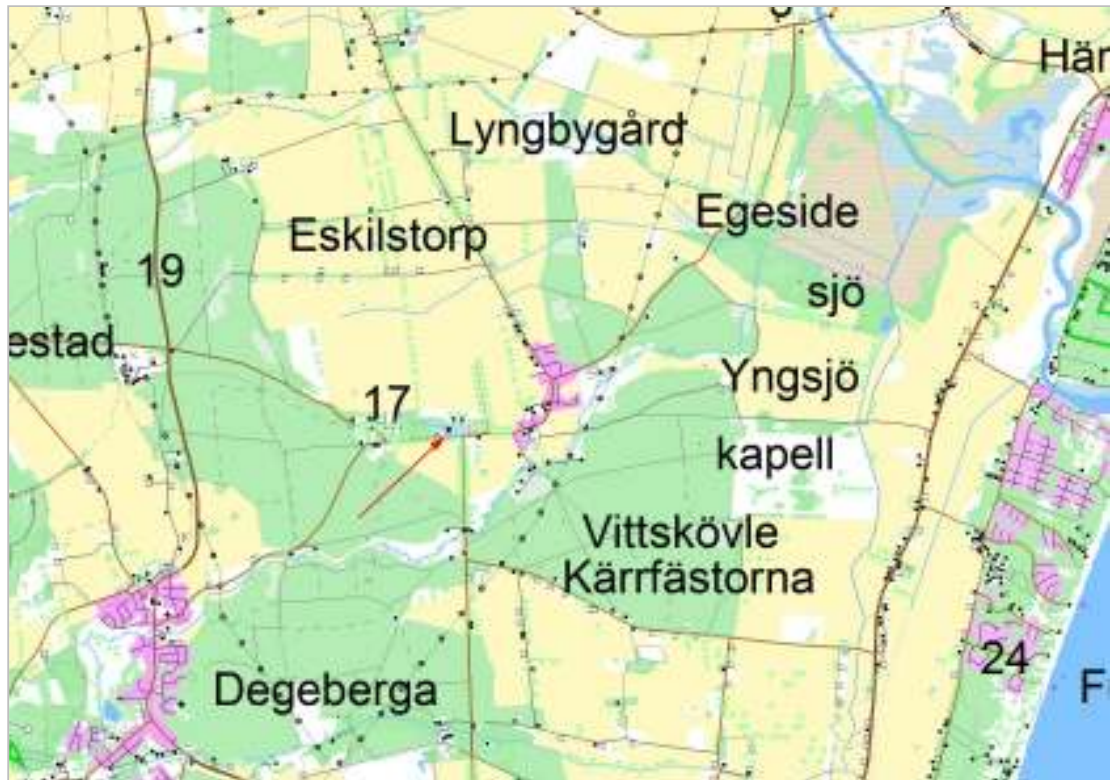 Här
Lyngbygård
Egeside
Eskilstorp
19
sjö
estad
Yngsjö
17
kapell
Vittskövle
Kärrfästorna
24
Degeberga
F